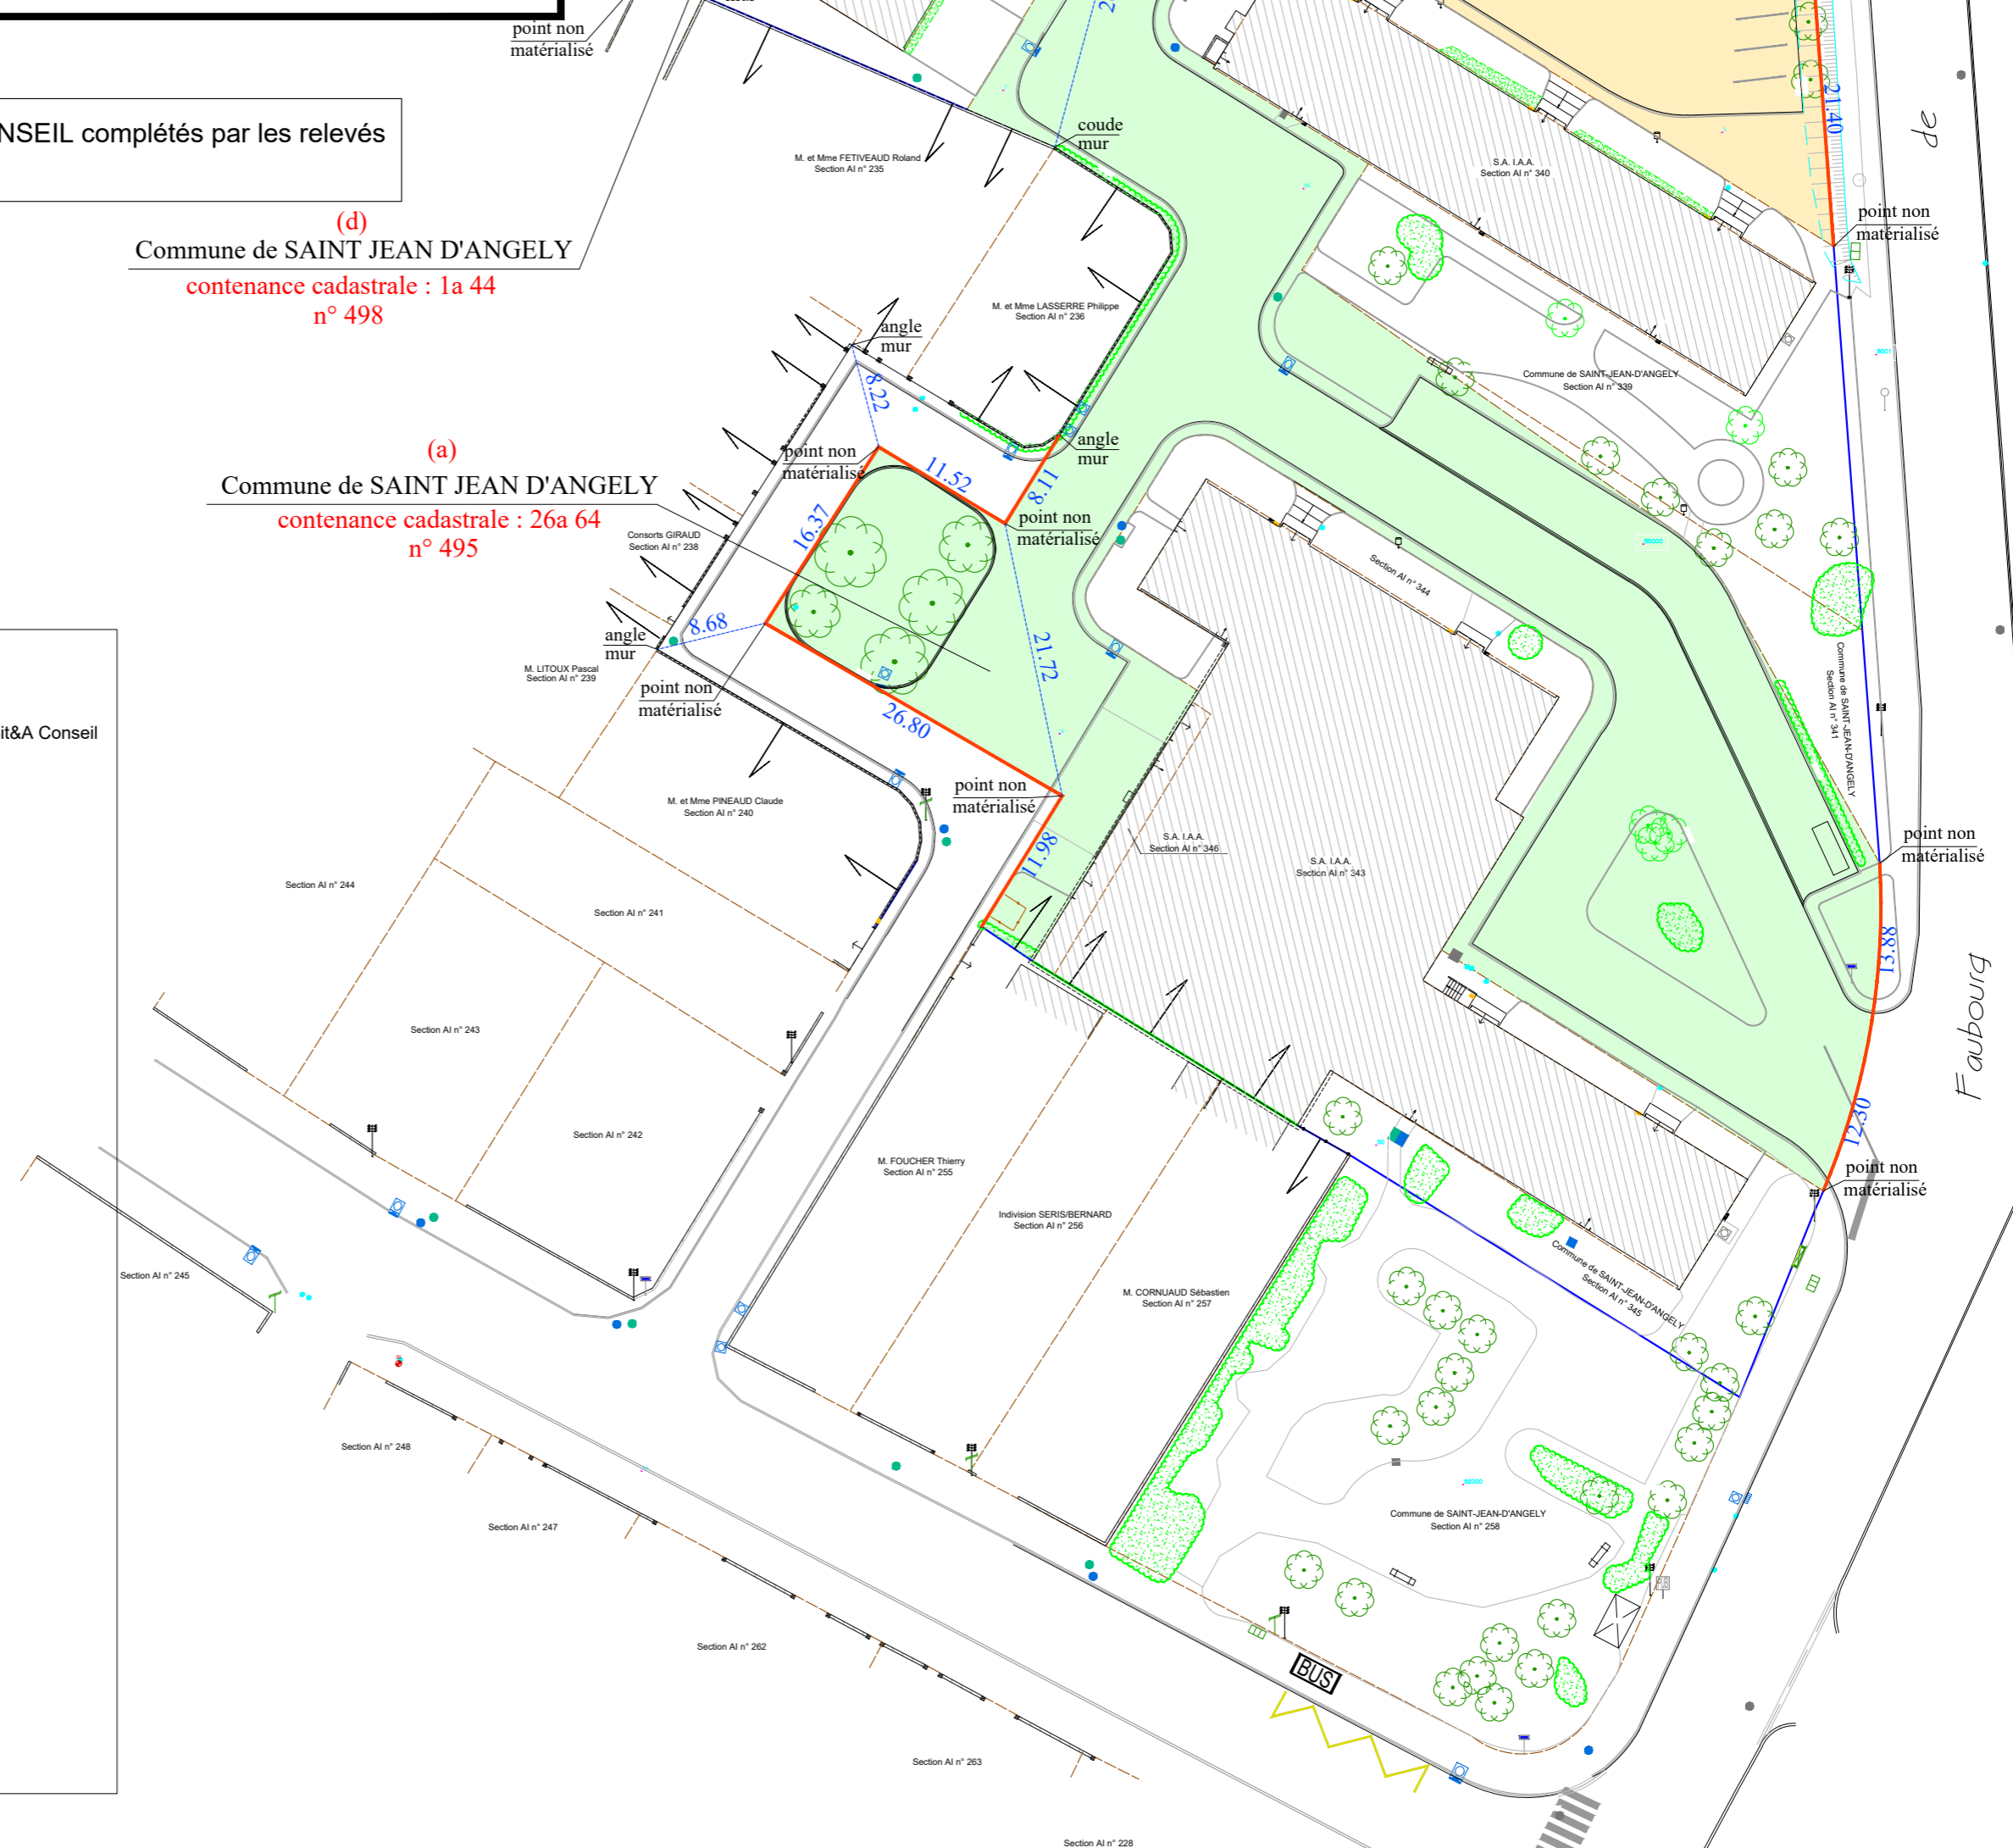 point non
matérialisé
NSEIL complétés par les relevés
(d)
Commune de SAINT JEAN D'ANGELY
contenance cadastrale : 1a 44
n° 498
(a)
Commune de SAINT JEAN D'ANGELY
contenance cadastrale : 26a 64
n° 495
it&A Conseil
M. et Mme FETIVEAUD Roland
Section AI n° 235
coude
mur
M. et Mme LASSERRE Philippe
Section AI n° 236
angle
mur
8.22
point non
matérialisé
11.52
angle
mur
8.11
point non
matérialisé
16.37
Consorts GIRAUD
Section AI n° 238
8.68
angle
mur
M. LITOUX Pascal
Section AI n° 239
point non
matérialisé
21.72
26.80
point non
matérialisé
11.98
M. et Mme PINEAUD Claude
Section AI n° 240
Section AI n° 244
Section AI n° 241
Section AI n° 243
Section AI n° 242
Section AI n° 245
Section AI n° 248
Section AI n° 247
Section AI n° 262
Section AI n° 263
Section AI n° 228
S.A. I.A.A.
Section AI n° 340
21.40
de
point non
matérialisé
Commune de SAINT-JEAN-D'ANGELY
Section AI n° 339
Section AI n° 344
Commune de SAINT-JEAN-D'ANGELY
Section AI n° 341
S.A. I.A.A.
Section AI n° 346
S.A. I.A.A.
Section AI n° 343
point non
matérialisé
13.88
Faubourg
12.30
point non
matérialisé
M. FOUCHER Thierry
Section AI n° 255
Indivision SERIS/BERNARD
Section AI n° 256
M. CORNUAUD Sébastien
Section AI n° 257
Commune de SAINT-JEAN-D'ANGELY
Section AI n° 345
Commune de SAINT-JEAN-D'ANGELY
Section AI n° 258
BUS